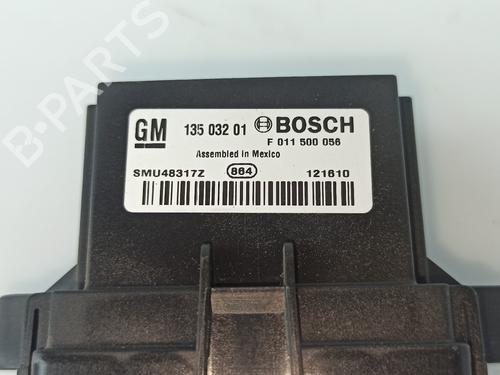 B-PARTS
GM 135 032 01 BOSCH
F 011 500 056
Assembled in Mexico
SMU48317Z 864 121610